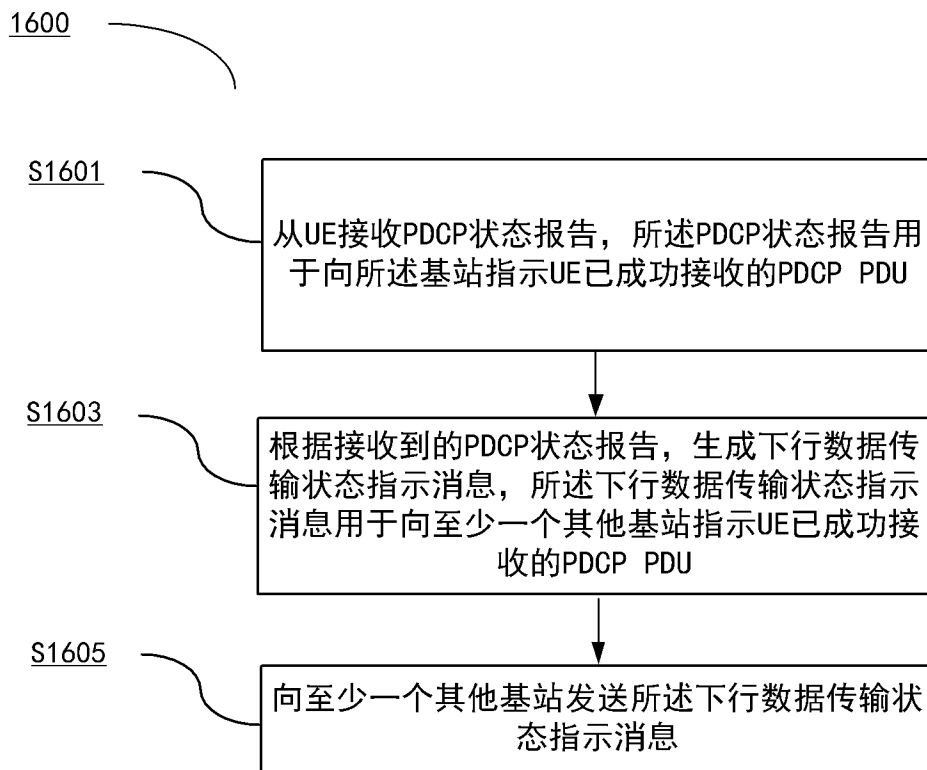 1600
S1601
从UE接收PDCP状态报告，所述PDCP状态报告用
于向所述基站指示UE已成功接收的PDCP PDU
S1603
根据接收到的PDCP状态报告，生成下行数据传
输状态指示消息，所述下行数据传输状态指示
消息用于向至少一个其他基站指示UE已成功接
收的PDCP PDU
S1605
向至少一个其他基站发送所述下行数据传输状
态指示消息